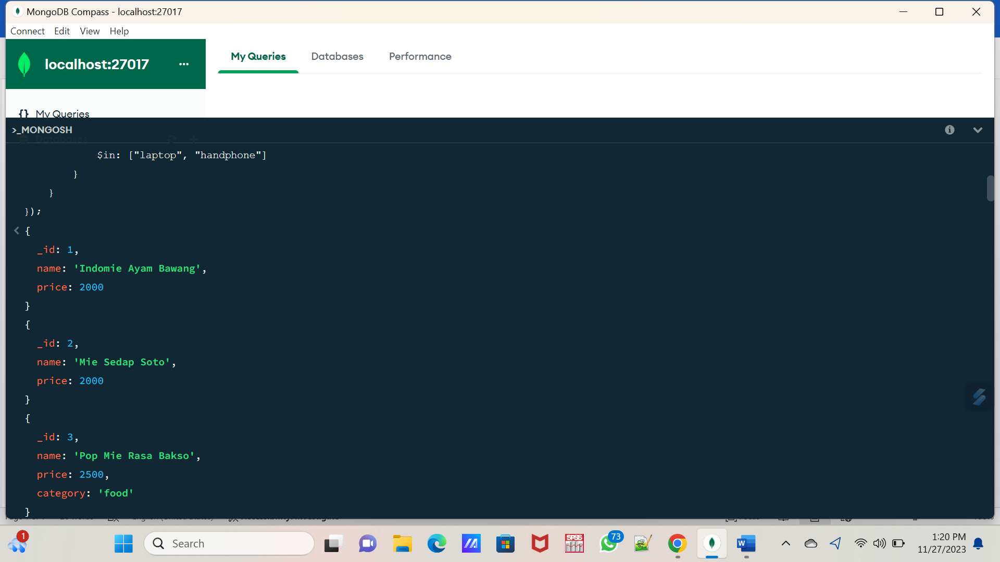 MongoDB Compass - localhost:27017
Connect Edit View Help
localhost:27017 ...
My Queries Databases Performance
{} My Queries
>_MONGOSH
Databases
$in: ["laptop", "handphone"]
}
}
});
{
_id: 1,
name: 'Indomie Ayam Bawang',
price: 2000
}
{
_id: 2,
name: 'Mie Sedap Soto',
price: 2000
}
{
_id: 3,
name: 'Pop Mie Rasa Bakso',
price: 2500,
category: 'food'
}
1
Search
SPSS
73
W
1:20 PM
11/27/2023